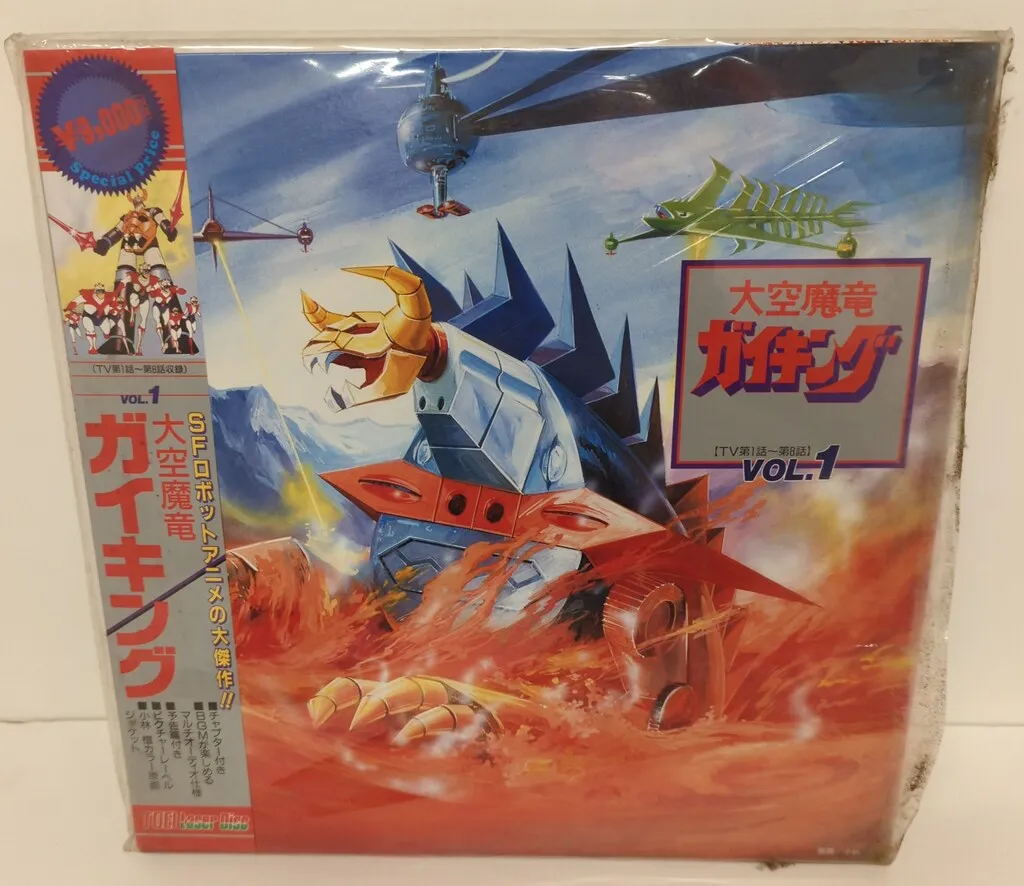 ¥9,000
Special Price
(TV第1話〜第8話収録)
VOL.1
大空魔竜
ガイキング
SFロボットアニメの大傑作!!
■チャプター付き
■BGMが楽しめる
マルチオーディオ仕様
■予告篇付き
■ピクチャーレーベル
■小林 檀カラー原画
ジャケット
TOEI Laser Disc
大空魔竜
ガイキング
【TV第1話〜第8話】
VOL.1